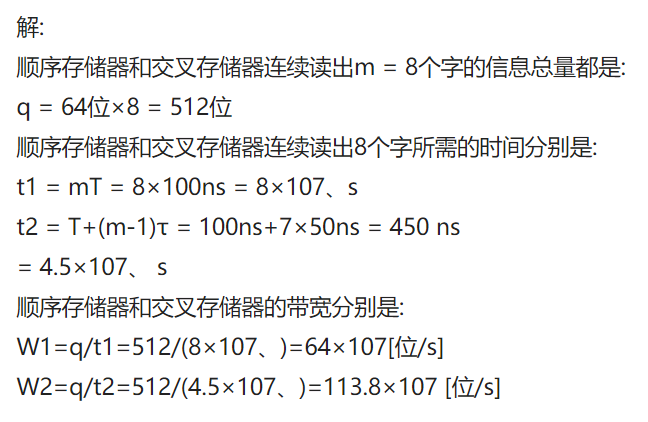 解:
顺序存储器和交叉存储器连续读出m = 8个字的信息总量都是:
q = 64位×8 = 512位
顺序存储器和交叉存储器连续读出8个字所需的时间分别是:
t1 = mT = 8×100ns = 8×107、s
t2 = T+(m-1)τ = 100ns+7×50ns = 450 ns
= 4.5×107、 s
顺序存储器和交叉存储器的带宽分别是:
W1=q/t1=512/(8×107、)=64×107[位/s]
W2=q/t2=512/(4.5×107、)=113.8×107 [位/s]